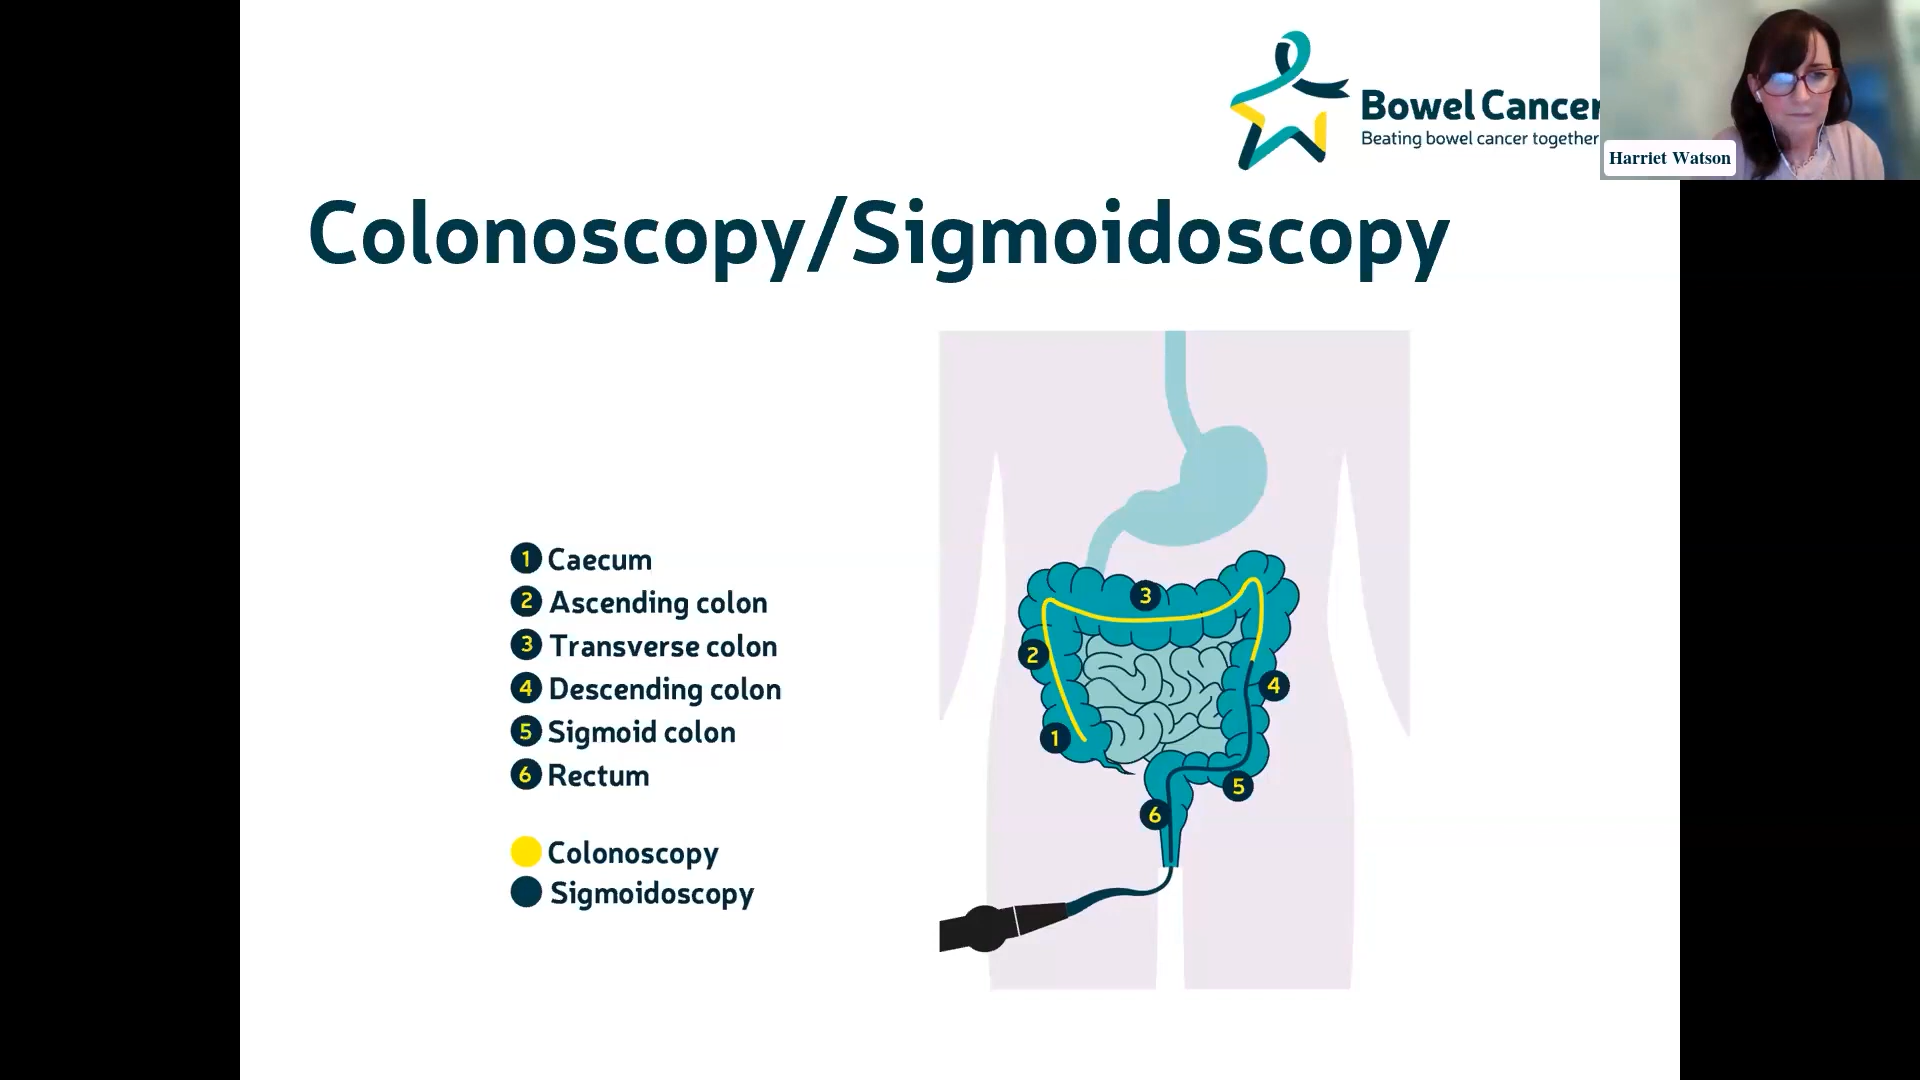 Bowel Cancer
Beating bowel cancer together
Harriet Watson
Colonoscopy/Sigmoidoscopy
1 Caecum
2 Ascending colon
3 Transverse colon
4 Descending colon
5 Sigmoid colon
6 Rectum
Colonoscopy
Sigmoidoscopy
3
2
4
1
5
6